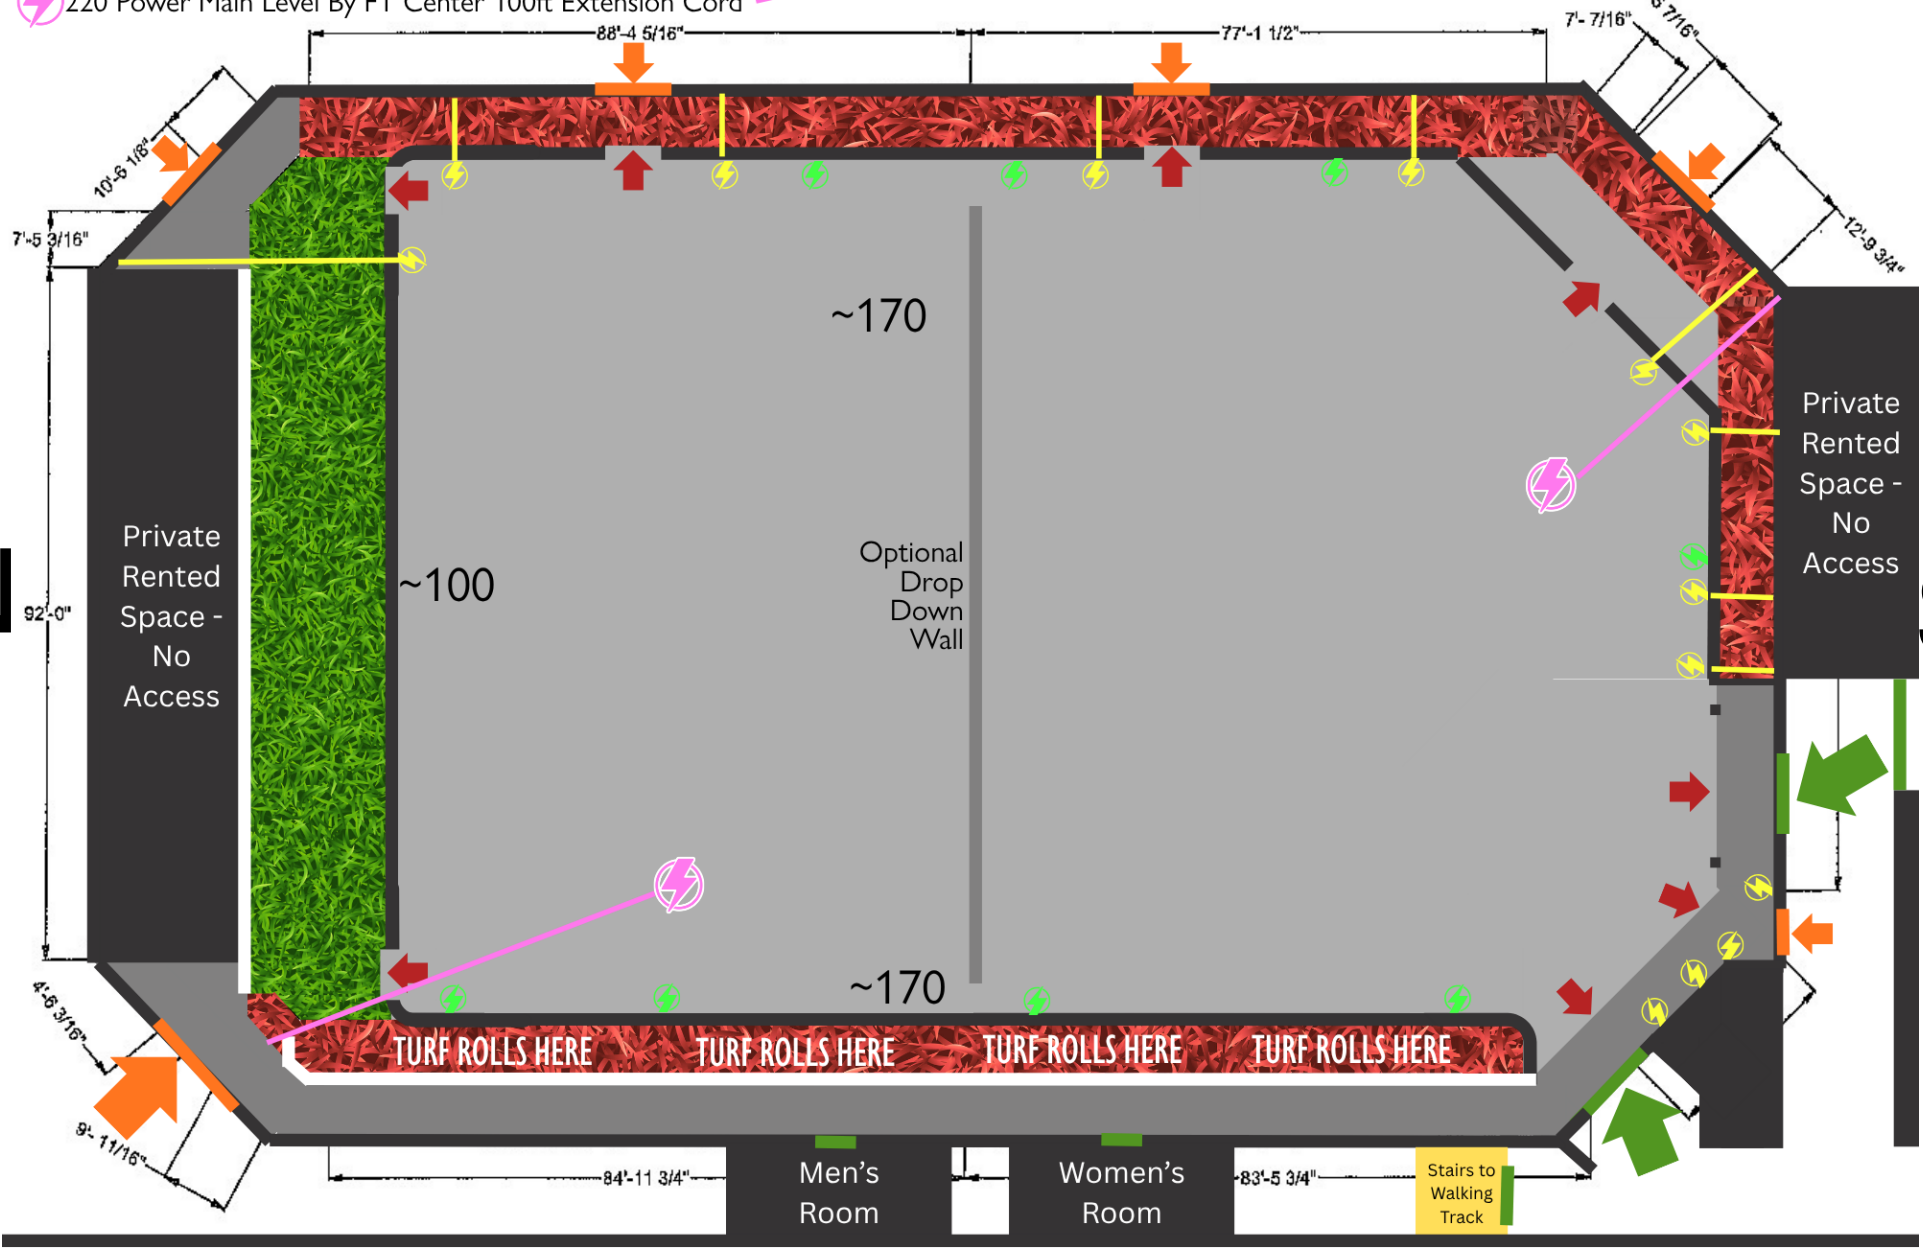 220 Power Main Level By FT Center 100ft Extension Cord
88'-4 5/16"
77'-1 1/2"
7'- 7/16"
7/16"
10'-6 1/8"
7'-5 3/16"
12'-9 3/4"
~170
Private
Rented
Space -
No
Access
Private
Rented
Space -
No
Access
Optional
Drop
Down
Wall
~100
92'-0"
~170
4'-6 3/16"
TURF ROLLS HERE
TURF ROLLS HERE
TURF ROLLS HERE
TURF ROLLS HERE
9'- 11/16"
84'-11 3/4"
Men's
Room
Women's
Room
83'-5 3/4"
Stairs to
Walking
Track